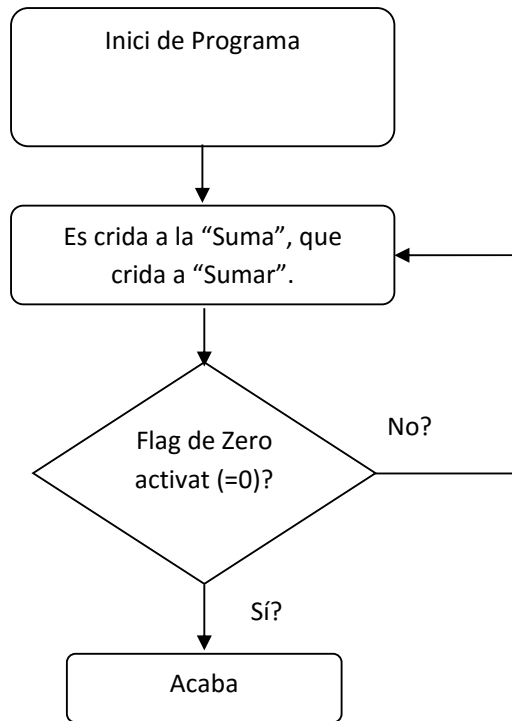 Inici de Programa
Es crida a la “Suma”, que
crida a “Sumar”.
Flag de Zero
activat (=0)?
No?
Sí?
Acaba